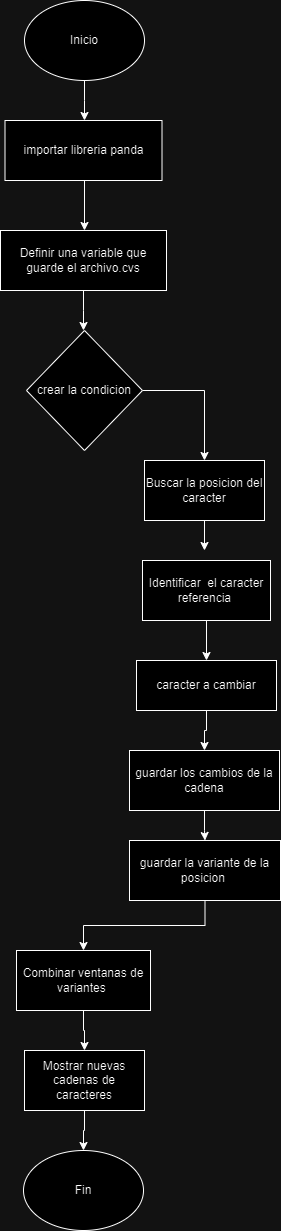 Inicio
importar libreria panda
Definir una variable que
guarde el archivo.cvs
crear la condicion
Buscar la posicion del
caracter
Identificar el caracter
referencia
caracter a cambiar
guardar los cambios de la
cadena
guardar la variante de la
posicion
Combinar ventanas de
variantes
Mostrar nuevas
cadenas de
caracteres
Fin